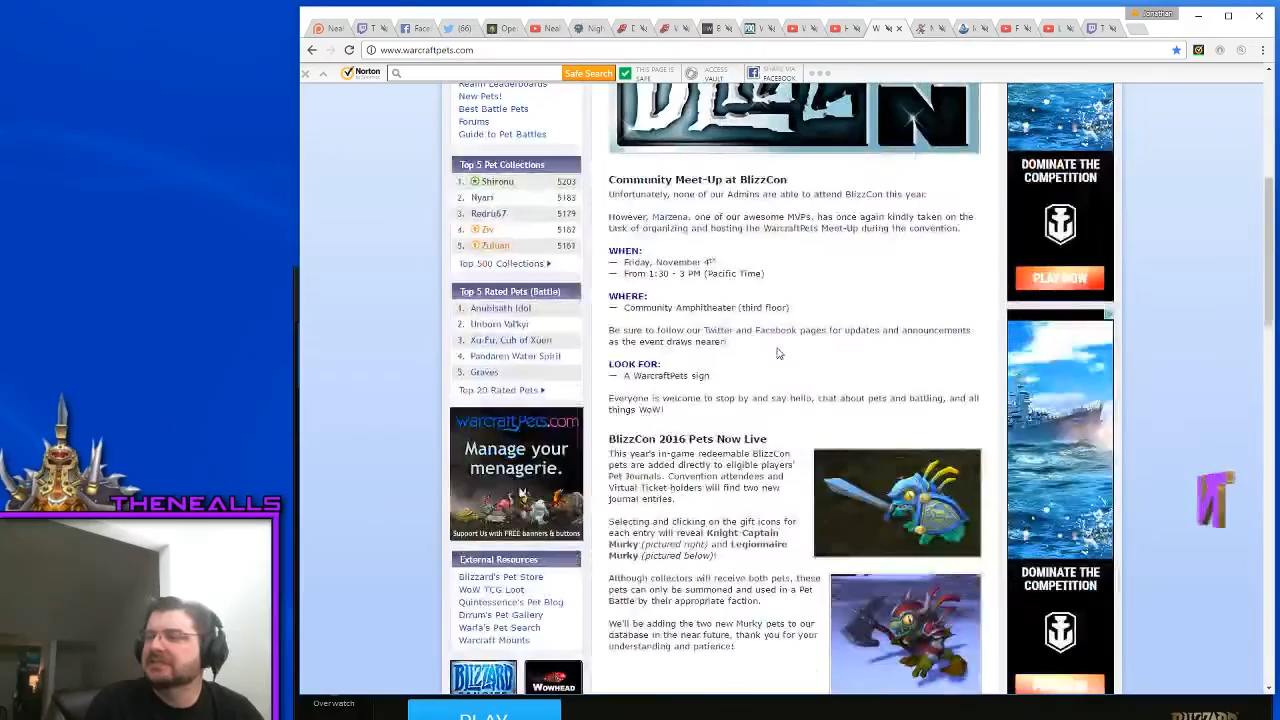 Jonathan
Nea
T
Face
(66)
Ope
Nea
Nigh
www.warcraftpets.com
Norton
Safe Search
THIS PAGE IS
SAFE
ACCESS
VAULT
SHARE VIA
FACEBOOK
Realm Leaderboards
New Pets!
Best Battle Pets
Forums
Guide to Pet Battles
Top 5 Pet Collections
1. Shironu 5203
2. Nyari 5183
3. Redru67 5179
4. Ziv 5162
5. Zuluan 5161
Top 500 Collections
Top 5 Rated Pets (Battle)
1. Anubisath Idol
2. Unborn Val'kyr
3. Xu-Fu, Cub of Xuen
4. Pandaren Water Spirit
5. Graves
Top 20 Rated Pets
WarcraftPets.com
Manage your
menagerie.
Support Us with FREE banners & buttons
External Resources
Blizzard's Pet Store
WoW TCG Loot
Quintessence's Pet Blog
Drrum's Pet Gallery
Warla's Pet Search
Warcraft Mounts
BLIZZARD
WOWHEAD
Community Meet-Up at BlizzCon
Unfortunately, none of our Admins are able to attend BlizzCon this year.
However, Marzena, one of our awesome MVPs, has once again kindly taken on the
task of organizing and hosting the WarcraftPets Meet-Up during the convention.
WHEN:
— Friday, November 4th
— From 1:30 - 3 PM (Pacific Time)
WHERE:
— Community Amphitheater (third floor)
Be sure to follow our Twitter and Facebook pages for updates and announcements
as the event draws nearer!
LOOK FOR:
— A WarcraftPets sign
Everyone is welcome to stop by and say hello, chat about pets and battling, and all
things WoW!
BlizzCon 2016 Pets Now Live
This year's in-game redeemable BlizzCon
pets are added directly to eligible players'
Pet Journals. Convention attendees and
Virtual Ticket-holders will find two new
journal entries.
Selecting and clicking on the gift icons for
each entry will reveal Knight-Captain
Murky (pictured right) and Legionnaire
Murky (pictured below)!
Although collectors will receive both pets, these
pets can only be summoned and used in a Pet
Battle by their appropriate faction.
We'll be adding the two new Murky pets to our
database in the near future, thank you for your
understanding and patience!
DOMINATE THE
COMPETITION
PLAY NOW
DOMINATE THE
COMPETITION
THENEALLS
Overwatch
PLAY